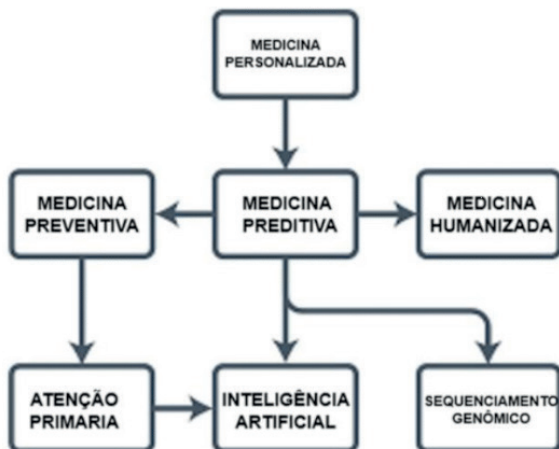 MEDICINA
PERSONALIZADA
MEDICINA
PREVENTIVA
MEDICINA
PREDITIVA
MEDICINA
HUMANIZADA
ATENÇÃO
PRIMARIA
INTELIGÊNCIA
ARTIFICIAL
SEQUENCIAMENTO
GENÔMICO